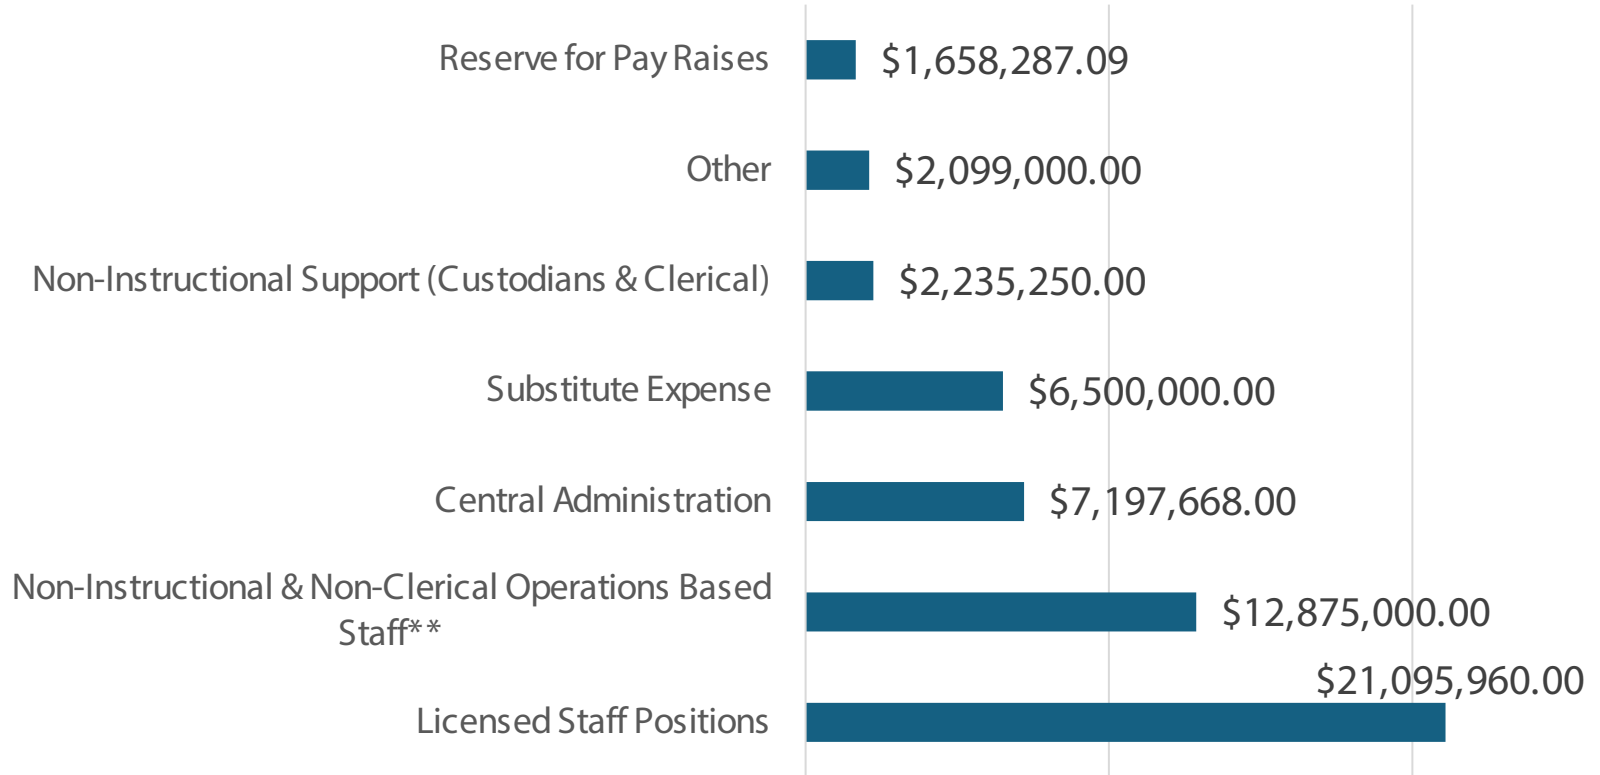 Reserve for Pay Raises
$1,658,287.09
Other
$2,099,000.00
Non-Instructional Support (Custodians & Clerical)
$2,235,250.00
Substitute Expense
$6,500,000.00
Central Administration
$7,197,668.00
Non-Instructional & Non-Clerical Operations Based
Staff**
$12,875,000.00
$21,095,960.00
Licensed Staff Positions